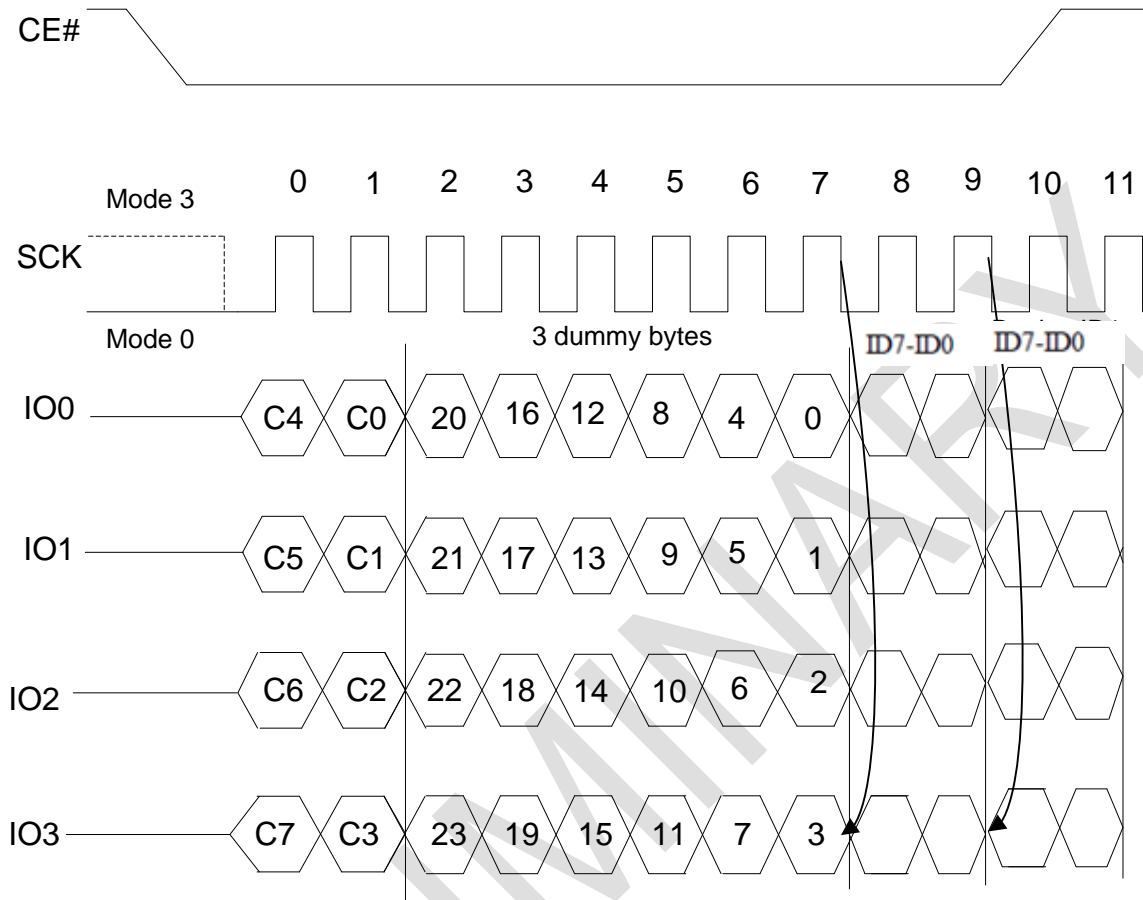 CE#
0 1 2 3 4 5 6 7 8 9 10 11
Mode 3
SCK
Mode 0
3 dummy bytes
ID7-ID0 ID7-ID0
IO0 C4 C0 20 16 12 8 4 0
IO1 C5 C1 21 17 13 9 5 1
IO2 C6 C2 22 18 14 10 6 2
IO3 C7 C3 23 19 15 11 7 3